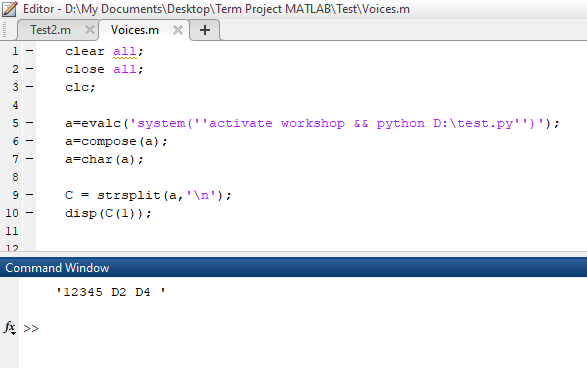 Editor - D:\My Documents\Desktop\Term Project MATLAB\Test\Voices.m
Test2.m Voices.m +
1 - clear all;
2 - close all;
3 - clc;
4
5 - a=evalc('system(''activate workshop && python D:\test.py'')');
6 - a=compose(a);
7 - a=char(a);
8
9 - C = strsplit(a,'\n');
10 - disp(C(1));
11
12
Command Window
'12345 D2 D4 '
fx >>